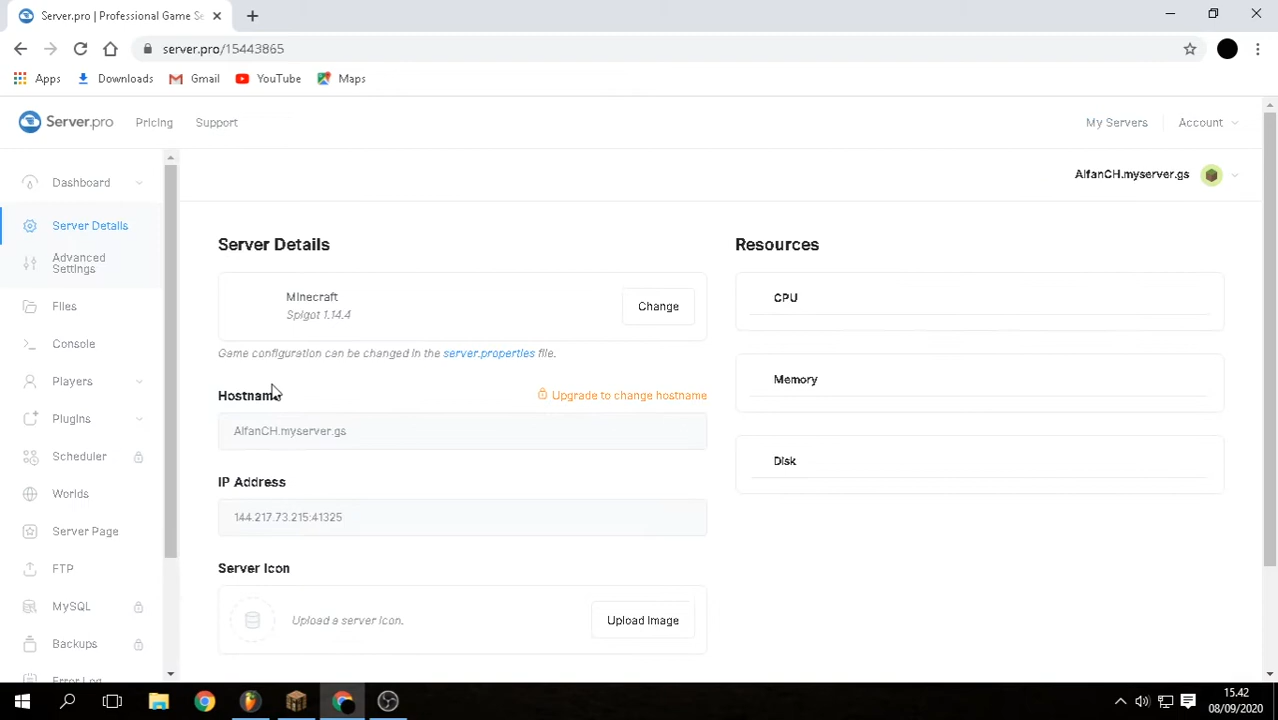 Server.pro | Professional Game Se
server.pro/15443865
Apps Downloads Gmail YouTube Maps
Server.pro Pricing Support My Servers Account
AlfanCH.myserver.gs
Dashboard
Server Details
Advanced
Settings
Files
Console
Players
Plugins
Scheduler
Worlds
Server Page
FTP
MySQL
Backups
Error Log
Server Details
Minecraft
Spigot 1.14.4
Change
Game configuration can be changed in the server.properties file.
Hostname Upgrade to change hostname
AlfanCH.myserver.gs
IP Address
144.217.73.215:41325
Server Icon
Upload a server icon. Upload Image
Resources
CPU
Memory
Disk
15.42
08/09/2020